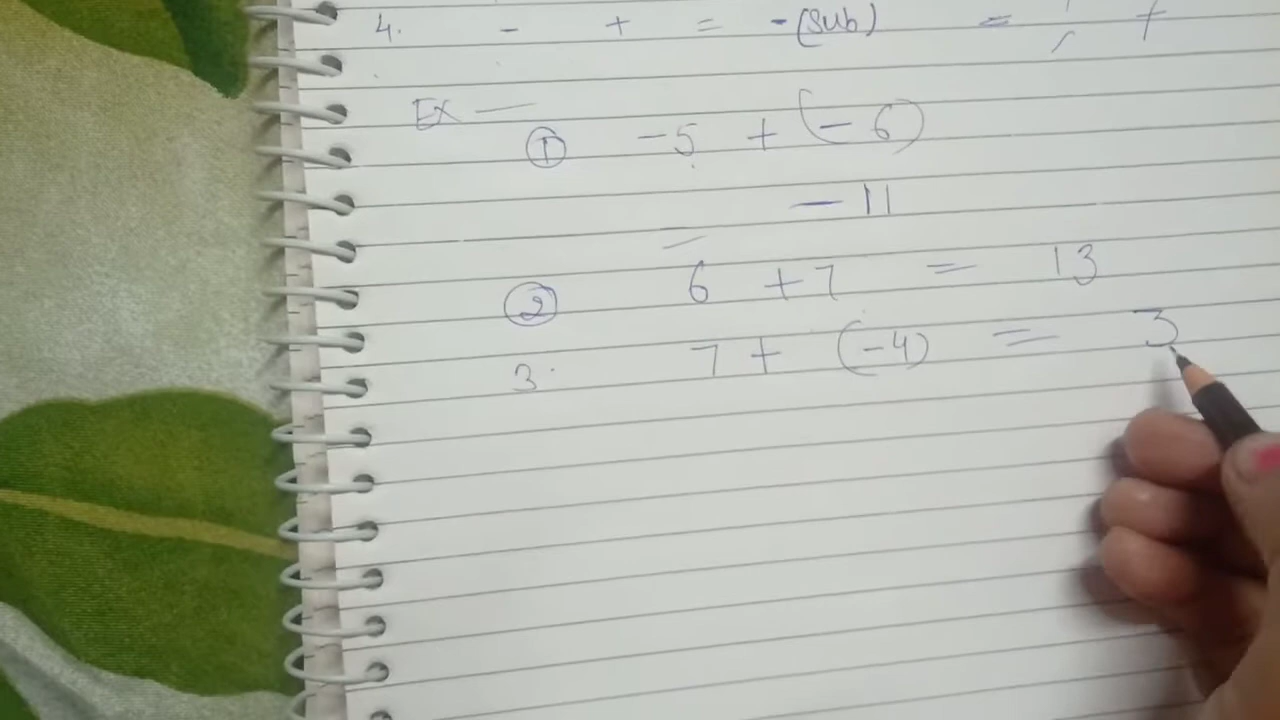 4. - + = -(sub) =
Ex —
① -5 + (-6)
-11
② 6 +7 = 13
3. 7 + (-4) = 3